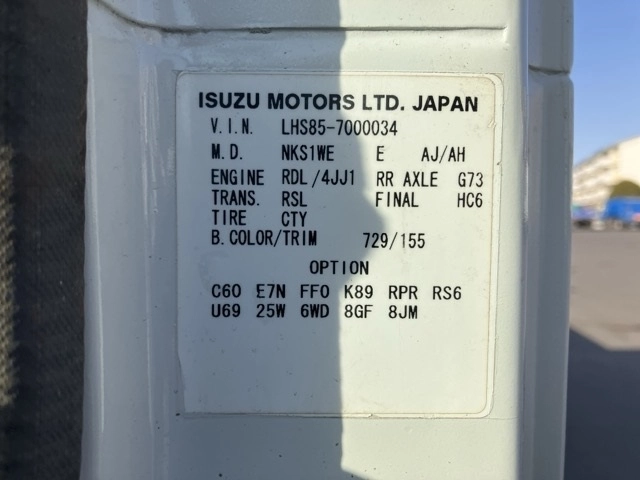 ISUZU MOTORS LTD. JAPAN
V.I.N. LHS85-7000034
M.D. NKS1WE E AJ/AH
ENGINE RDL/4JJ1 RR AXLE G73
TRANS. RSL FINAL HC6
TIRE CTY
B.COLOR/TRIM 729/155
OPTION
C60 E7N FF0 K89 RPR RS6
U69 25W 6WD 8GF 8JM